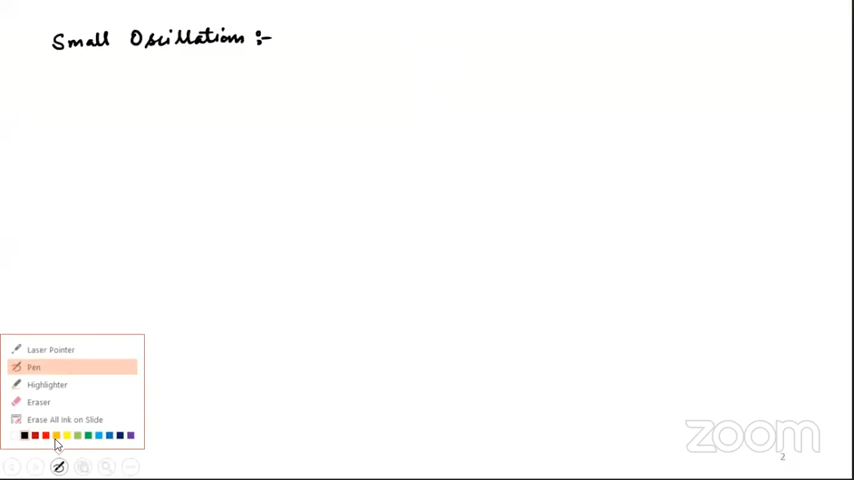 Small Oscillation :-
Laser Pointer
Pen
Highlighter
Eraser
Erase All Ink on Slide
zoom
2